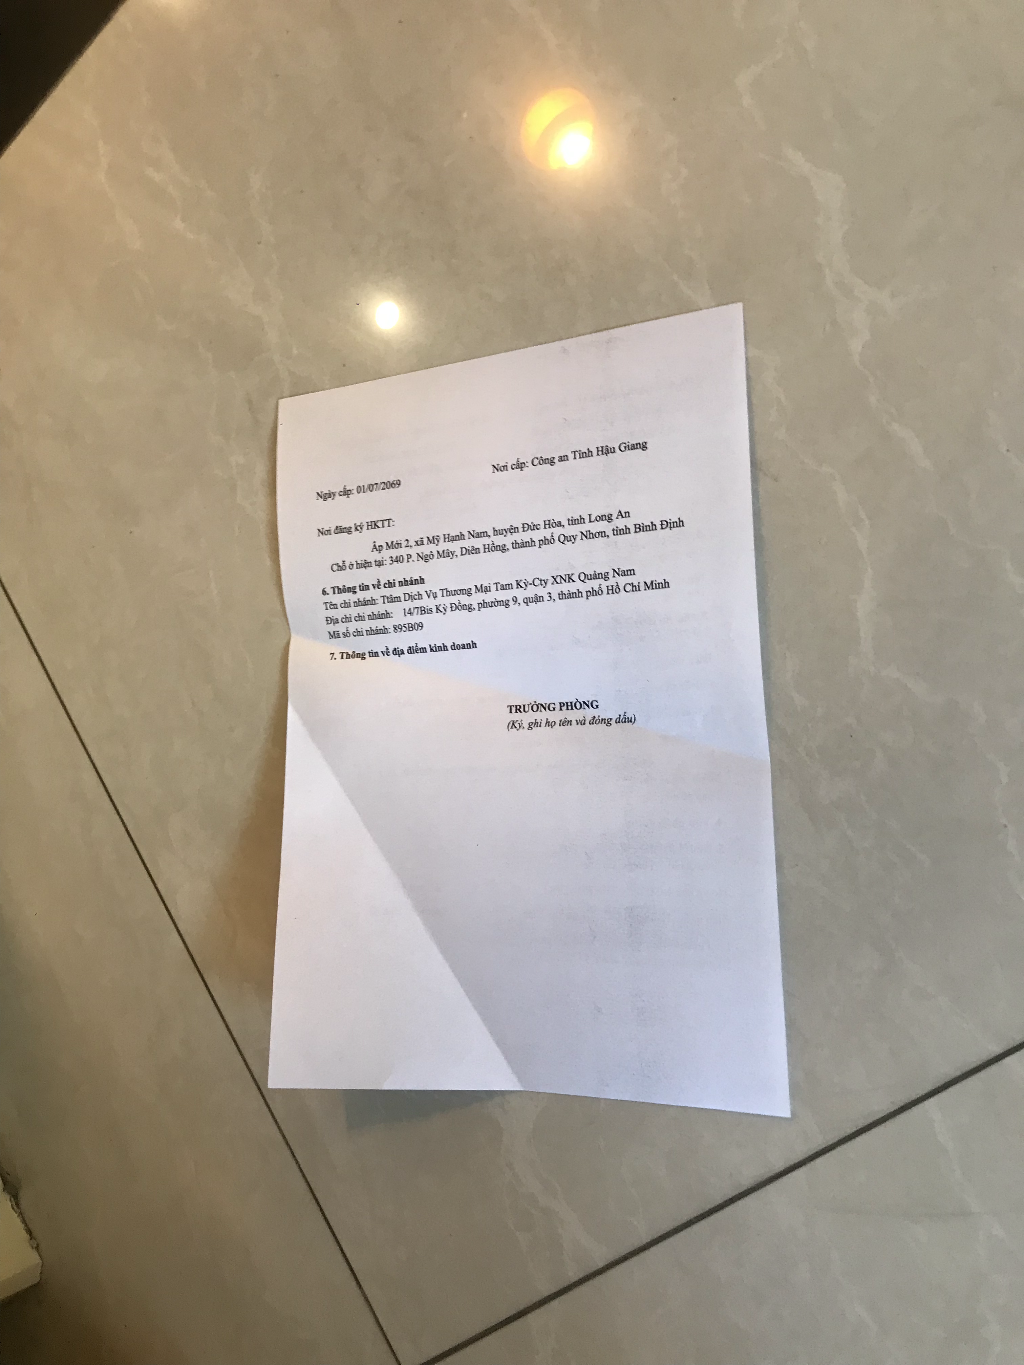 Ngày cấp: 01/07/2069 Nơi cấp: Công an Tỉnh Hậu Giang
Nơi đăng ký HKTT:
Ấp Mới 2, xã Mỹ Hạnh Nam, huyện Đức Hòa, tỉnh Long An
Chỗ ở hiện tại: 340 P. Ngô Mây, Diên Hồng, thành phố Quy Nhơn, tỉnh Bình Định
6. Thông tin về chi nhánh
Tên chi nhánh: Ttâm Dịch Vụ Thương Mại Tam Kỳ-Cty XNK Quảng Nam
Địa chỉ chi nhánh: 14/7Bis Kỳ Đồng, phường 9, quận 3, thành phố Hồ Chí Minh
Mã số chi nhánh: 895B09
7. Thông tin về địa điểm kinh doanh
TRƯỞNG PHÒNG
(Ký, ghi họ tên và đóng dấu)